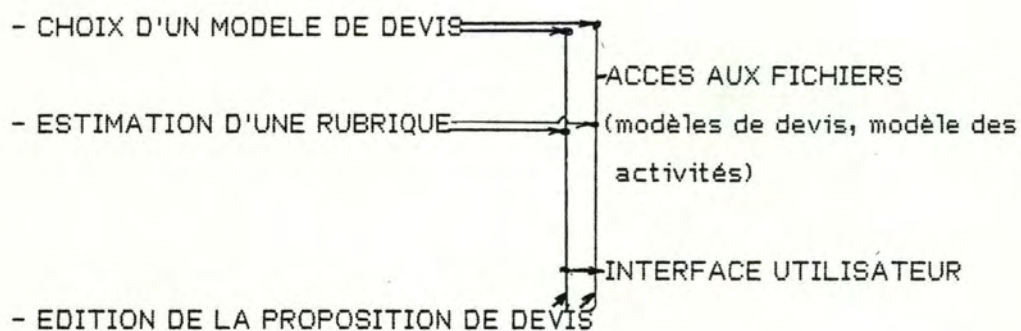 - CHOIX D'UN MODELE DE DEVIS
ACCES AUX FICHIERS
- ESTIMATION D'UNE RUBRIQUE
(modèles de devis, modèle des
activités)
INTERFACE UTILISATEUR
- EDITION DE LA PROPOSITION DE DEVIS